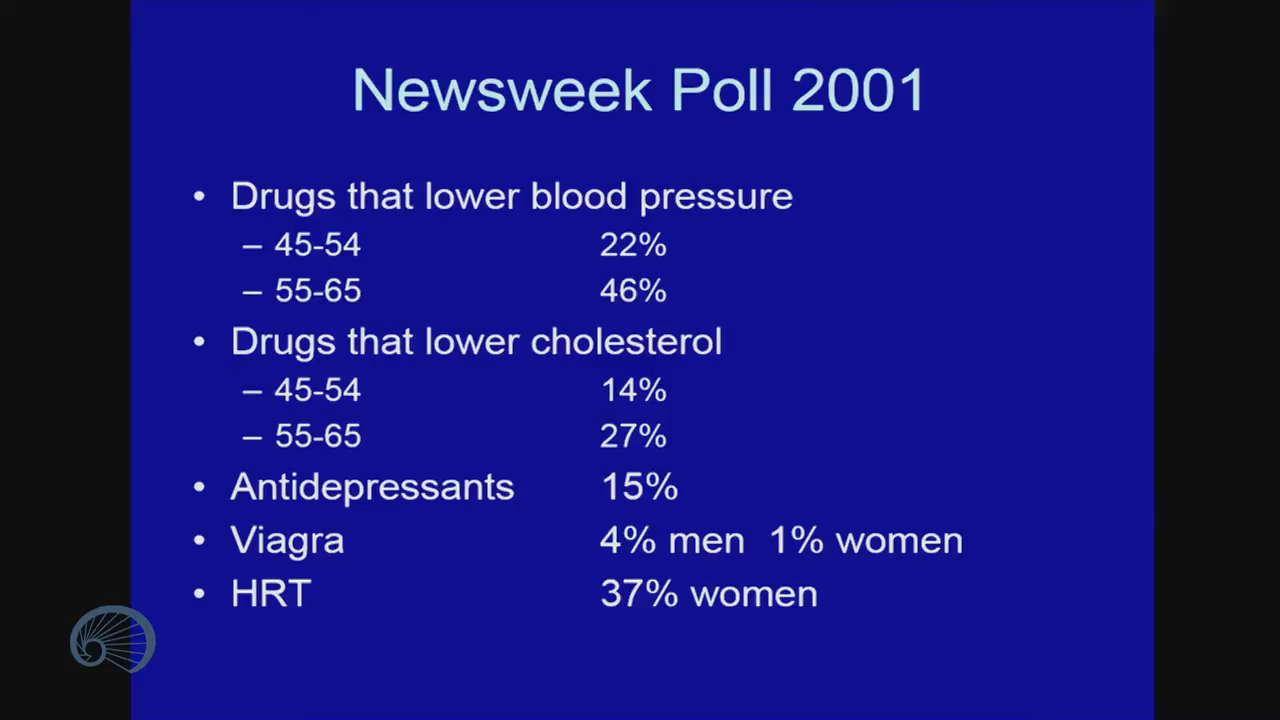 Newsweek Poll 2001
• Drugs that lower blood pressure
– 45-54 22%
– 55-65 46%
• Drugs that lower cholesterol
– 45-54 14%
– 55-65 27%
• Antidepressants 15%
• Viagra 4% men 1% women
• HRT 37% women